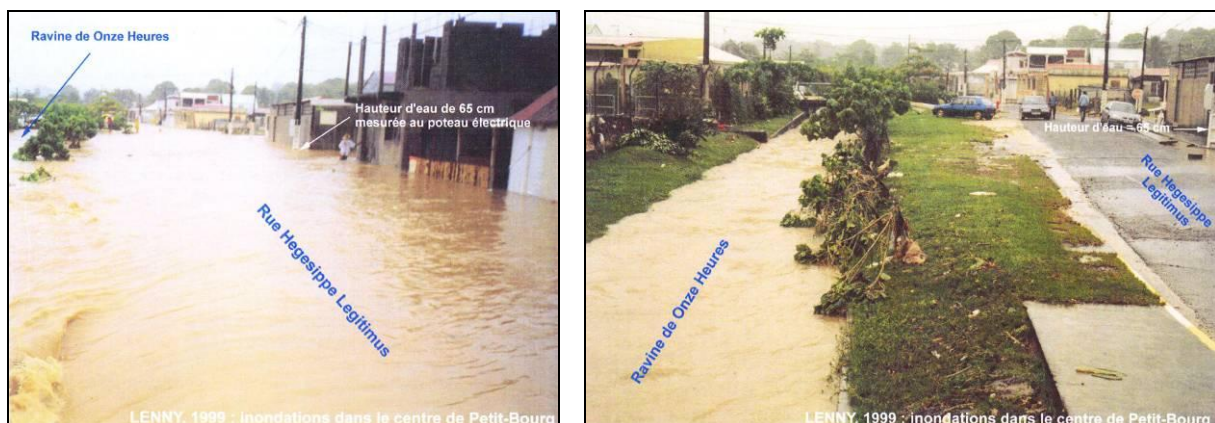 Ravine de Onze Heures
Hauteur d'eau de 65 cm
mesurée au poteau électrique
Rue Hegesippe Legitimus
LENNY, 1999 : inondations dans le centre de Petit-Bourg
Hauteur d'eau = 65 cm
Rue Hegesippe
Legitimus
Ravine de Onze Heures
LENNY, 1999 : inondations dans le centre de Petit-Bourg